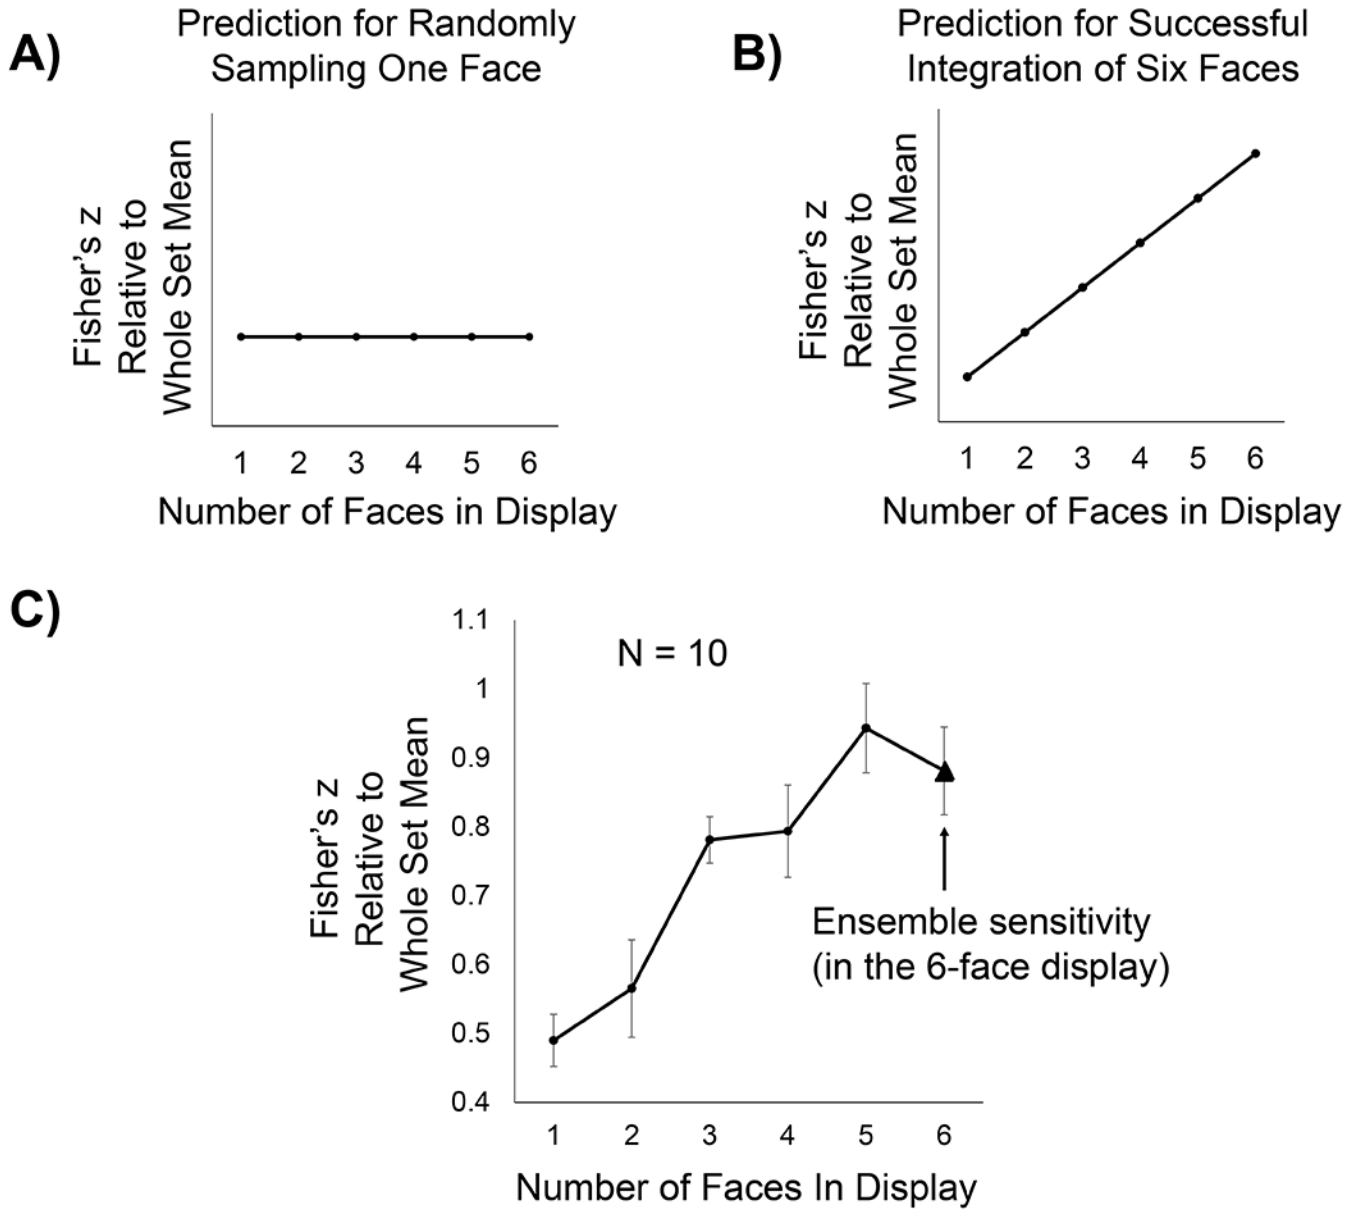 A)
Prediction for Randomly
Sampling One Face
Fisher's z
Relative to
Whole Set Mean
1 2 3 4 5 6
Number of Faces in Display
B)
Prediction for Successful
Integration of Six Faces
Fisher's z
Relative to
Whole Set Mean
1 2 3 4 5 6
Number of Faces in Display
C)
Fisher's z
Relative to
Whole Set Mean
1.1
1
0.9
0.8
0.7
0.6
0.5
0.4
N = 10
Ensemble sensitivity
(in the 6-face display)
1 2 3 4 5 6
Number of Faces In Display